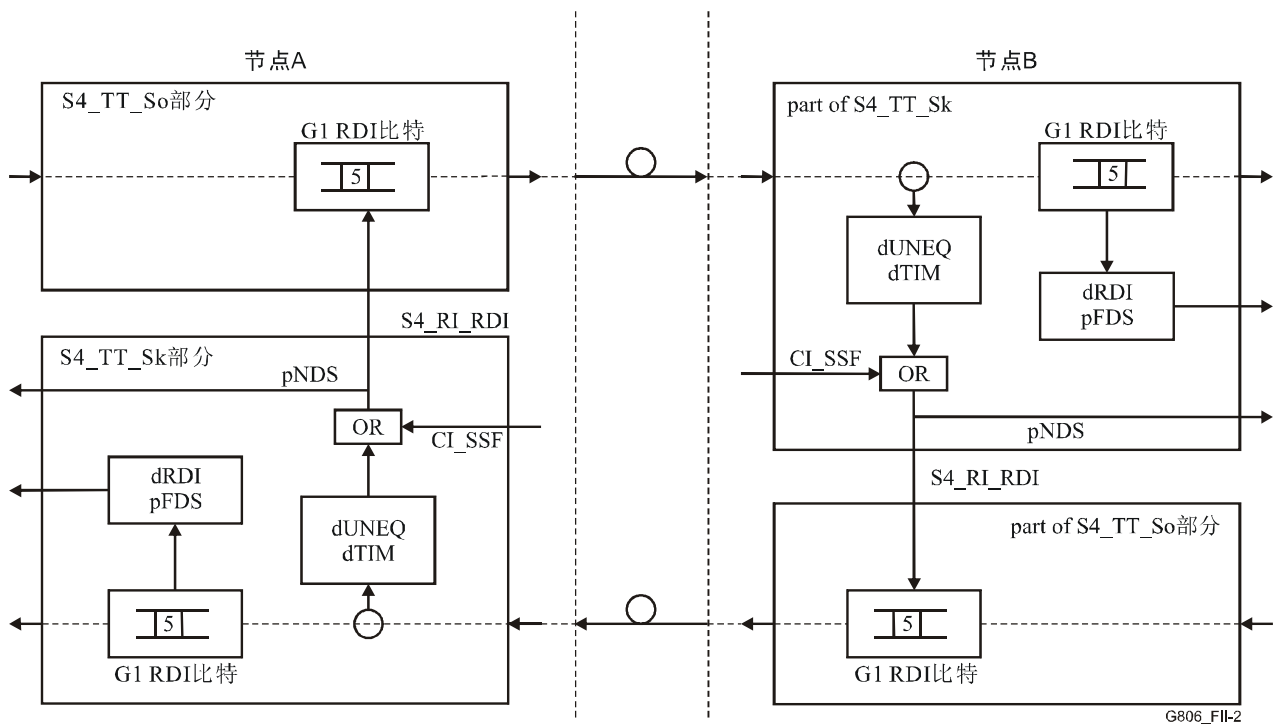 节点A
节点B
S4_TT_So部分
G1 RDI比特
5
S4_RI_RDI
S4_TT_Sk部分
pNDS
OR
CI_SSF
dRDI
pFDS
dUNEQ
dTIM
5
G1 RDI比特
part of S4_TT_Sk
G1 RDI比特
5
dUNEQ
dTIM
dRDI
pFDS
CI_SSF
OR
pNDS
S4_RI_RDI
part of S4_TT_So部分
5
G1 RDI比特
G806_FII-2